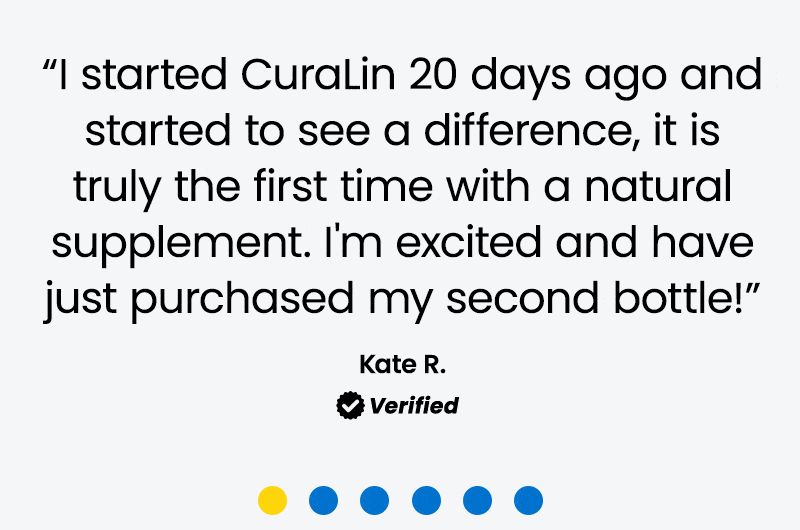 “I started CuraLin 20 days ago and
started to see a difference, it is
truly the first time with a natural
supplement. I'm excited and have
just purchased my second bottle!”
Kate R.
Verified